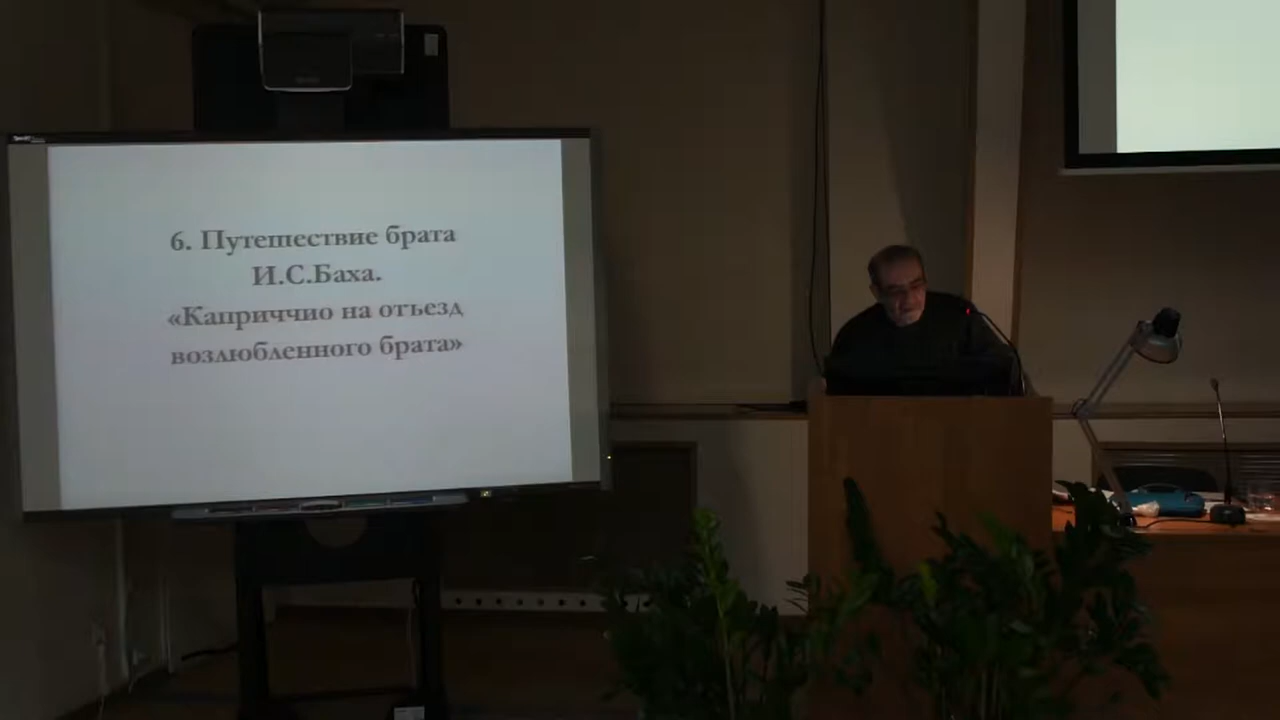 6. Путешествие брата
И.С.Баха.
«Каприччио на отъезд
возлюбленного брата»